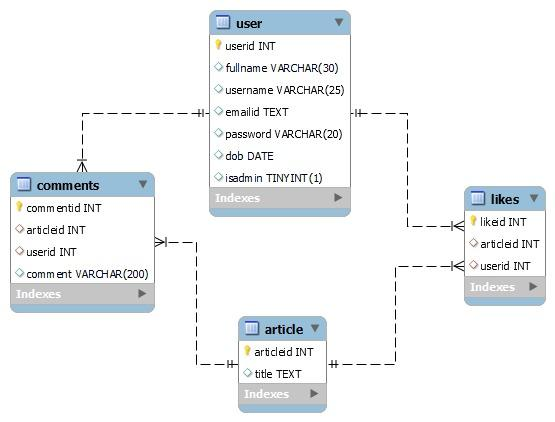 user
userid INT
fullname VARCHAR(30)
username VARCHAR(25)
emailid TEXT
password VARCHAR(20)
dob DATE
isadmin TINYINT(1)
Indexes
comments
commentid INT
articleid INT
userid INT
comment VARCHAR(200)
Indexes
likes
likeid INT
articleid INT
userid INT
Indexes
article
articleid INT
title TEXT
Indexes